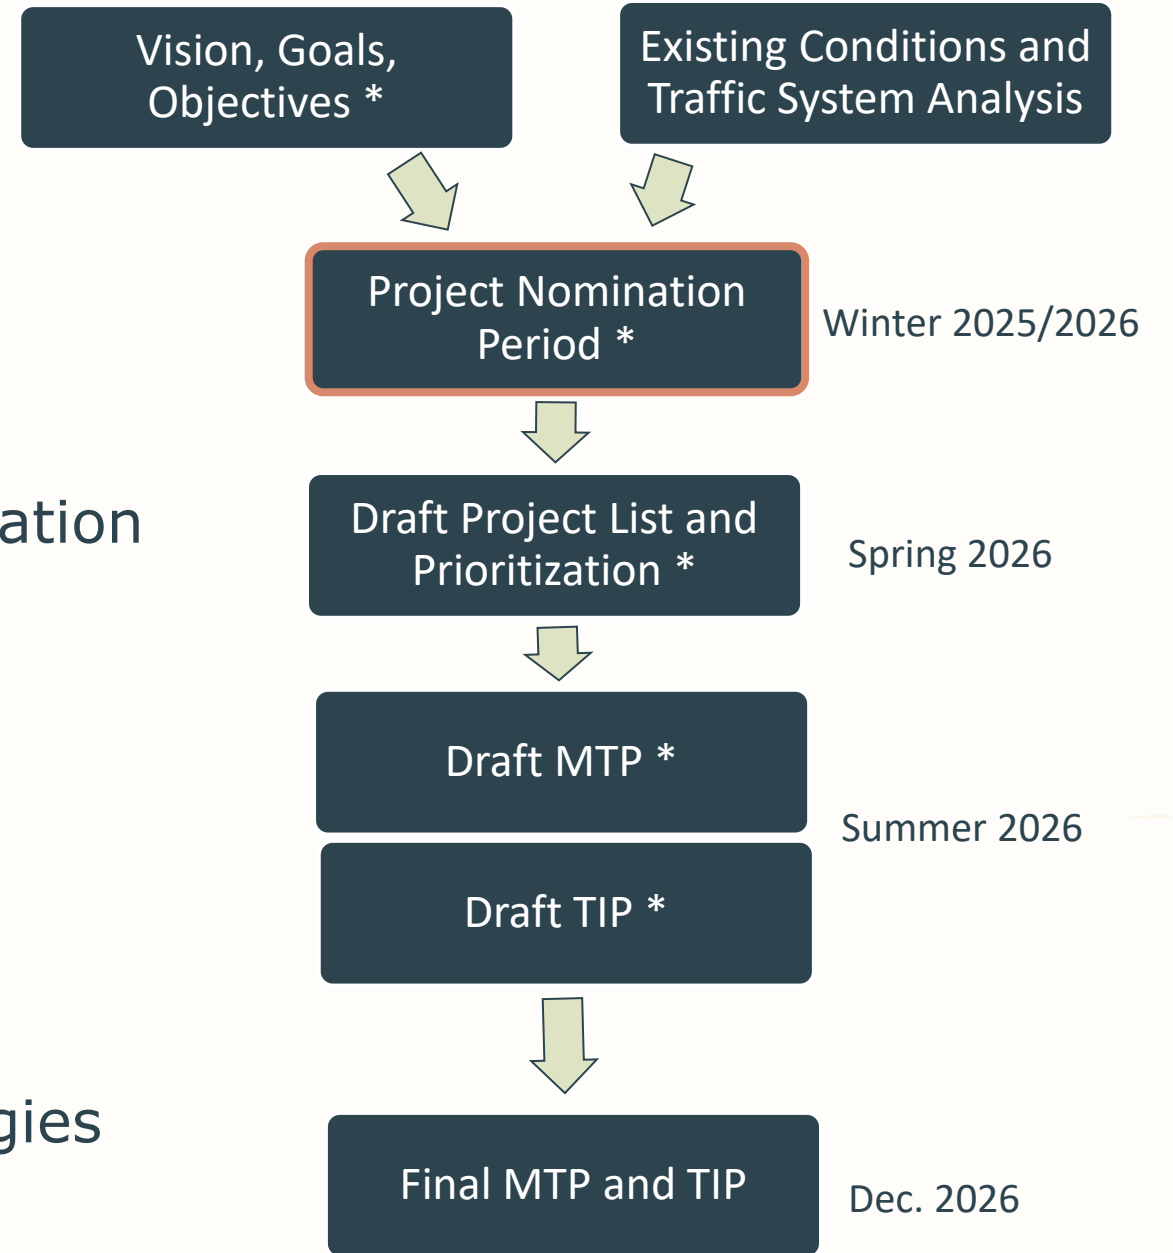 Vision, Goals,
Objectives *
Existing Conditions and
Traffic System Analysis
Project Nomination
Period *
Winter 2025/2026
ation
Draft Project List and
Prioritization *
Spring 2026
Draft MTP *
Summer 2026
Draft TIP *
gies
Final MTP and TIP
Dec. 2026